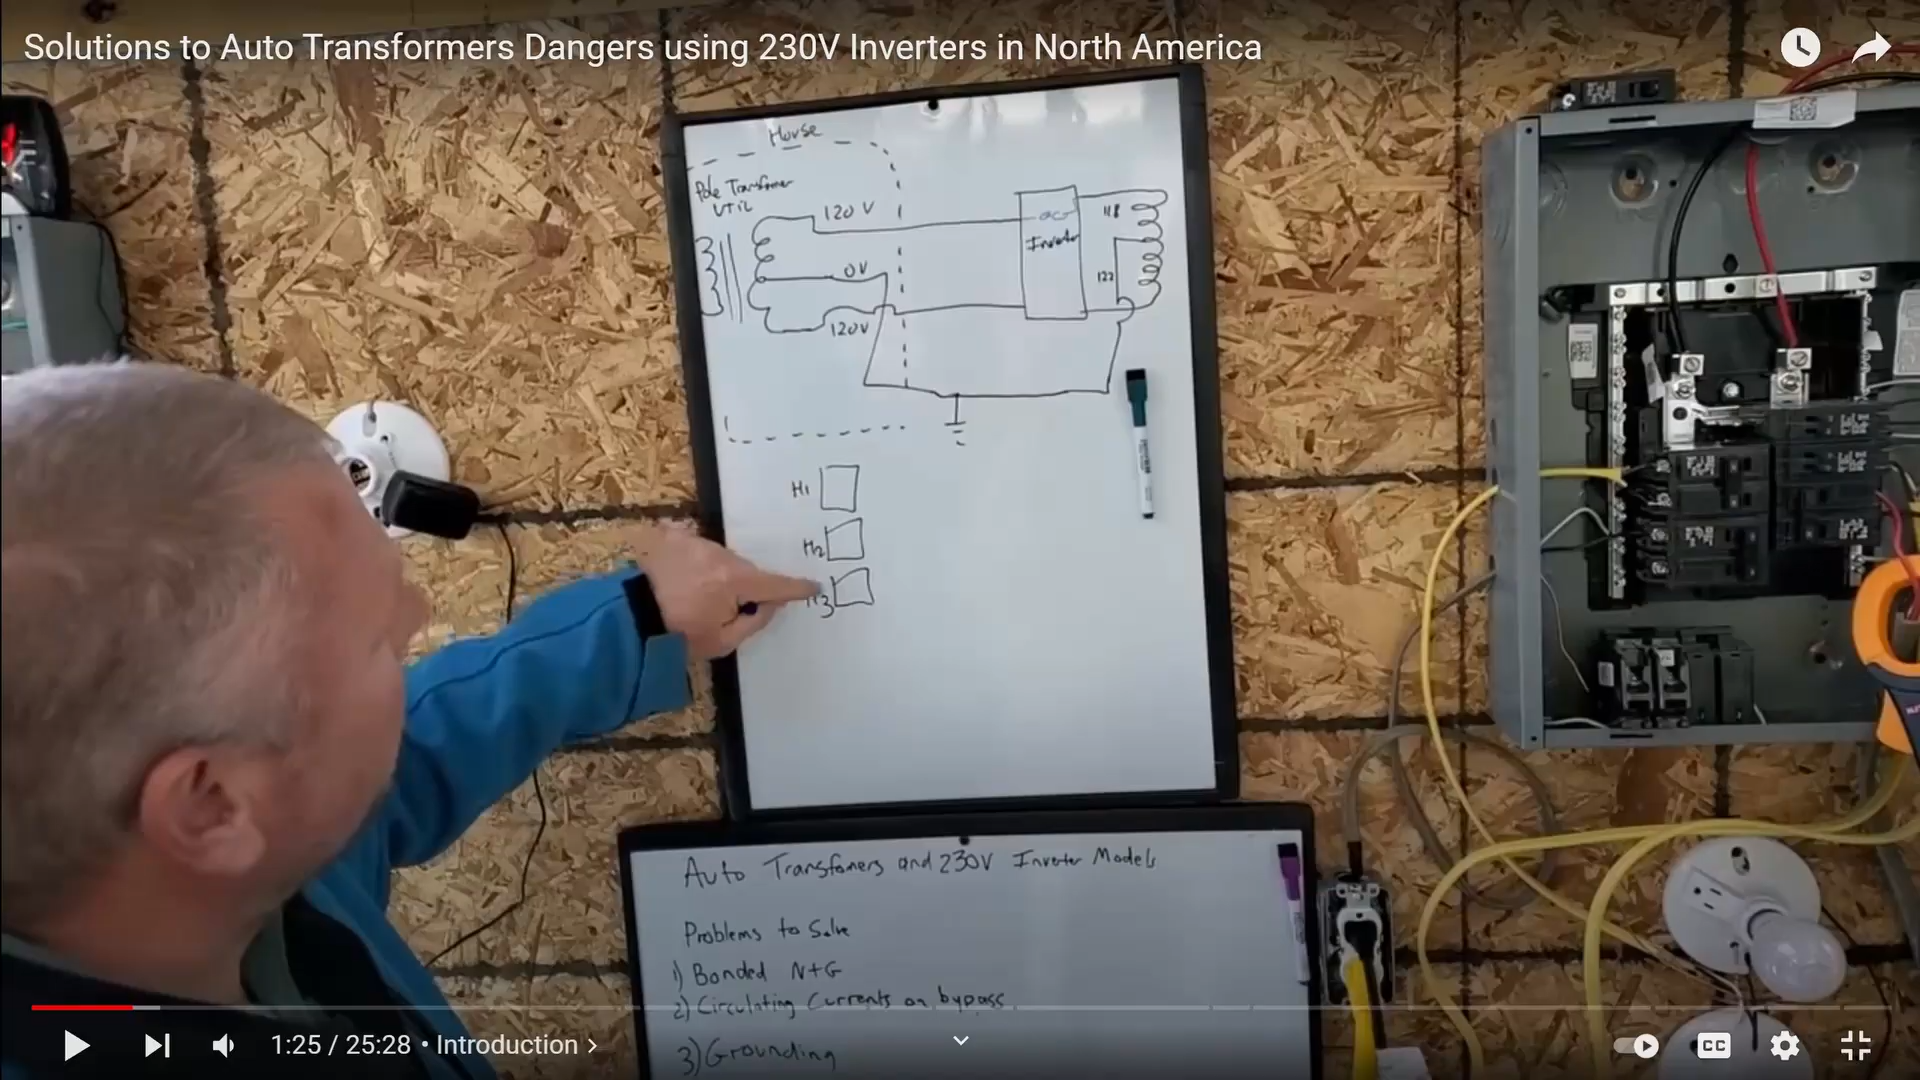 Solutions to Auto Transformers Dangers using 230V Inverters in North America
House
Pole Transformer
UTIL
120 V
0V
120V
Inverter
118
122
H1
H2
H3
Auto Transfomers and 230V Inverter Models
Problems to Solve
1) Bonded N+G
2) Circulating Currents on bypass
3) Grounding
1:25 / 25:28 • Introduction >
CC